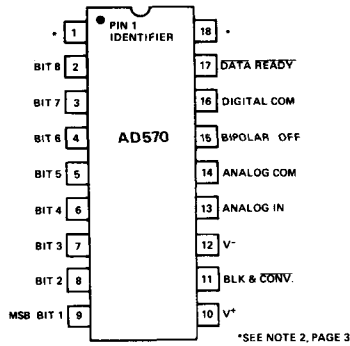 PIN 1
IDENTIFIER
AD570
* 1
BIT 8 2
BIT 7 3
BIT 6 4
BIT 5 5
BIT 4 6
BIT 3 7
BIT 2 8
MSB BIT 1 9
18 *
17 DATA READY
16 DIGITAL COM
15 BIPOLAR OFF
14 ANALOG COM
13 ANALOG IN
12 V-
11 BLK & CONV.
10 V+
*SEE NOTE 2, PAGE 3